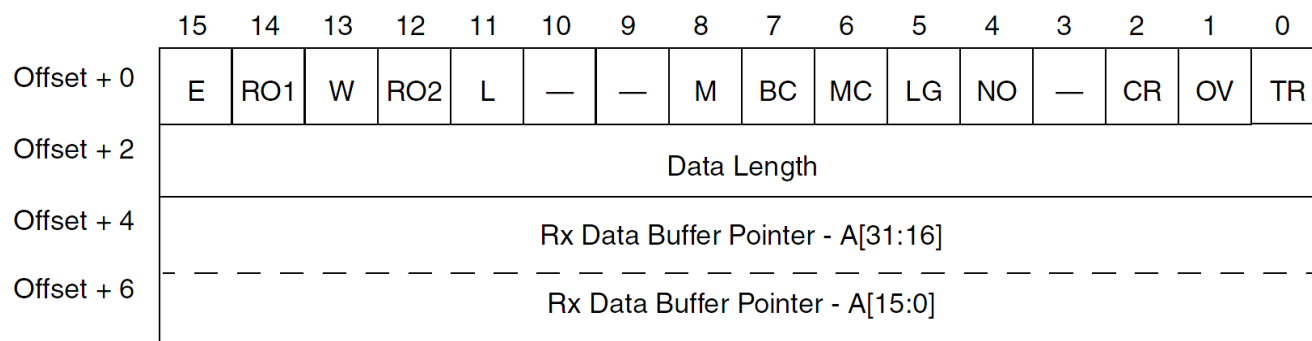 15 14 13 12 11 10 9 8 7 6 5 4 3 2 1 0
Offset + 0 E RO1 W RO2 L — — M BC MC LG NO — CR OV TR
Offset + 2 Data Length
Offset + 4 Rx Data Buffer Pointer - A[31:16]
Offset + 6 Rx Data Buffer Pointer - A[15:0]